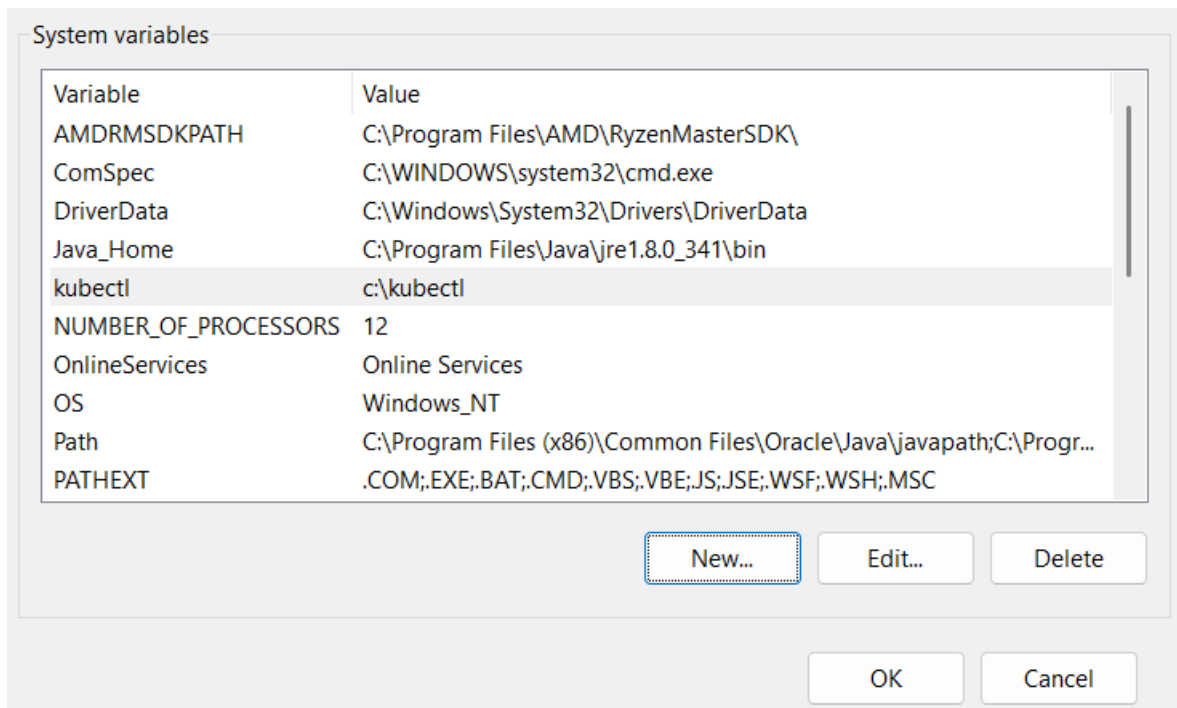 System variables
Variable Value
AMDRMSDKPATH C:\Program Files\AMD\RyzenMasterSDK\
ComSpec C:\WINDOWS\system32\cmd.exe
DriverData C:\Windows\System32\Drivers\DriverData
Java_Home C:\Program Files\Java\jre1.8.0_341\bin
kubectl c:\kubectl
NUMBER_OF_PROCESSORS 12
OnlineServices Online Services
OS Windows_NT
Path C:\Program Files (x86)\Common Files\Oracle\Java\javapath;C:\Progr...
PATHEXT .COM;.EXE;.BAT;.CMD;.VBS;.VBE;.JS;.JSE;.WSF;.WSH;.MSC
New... Edit... Delete
OK Cancel